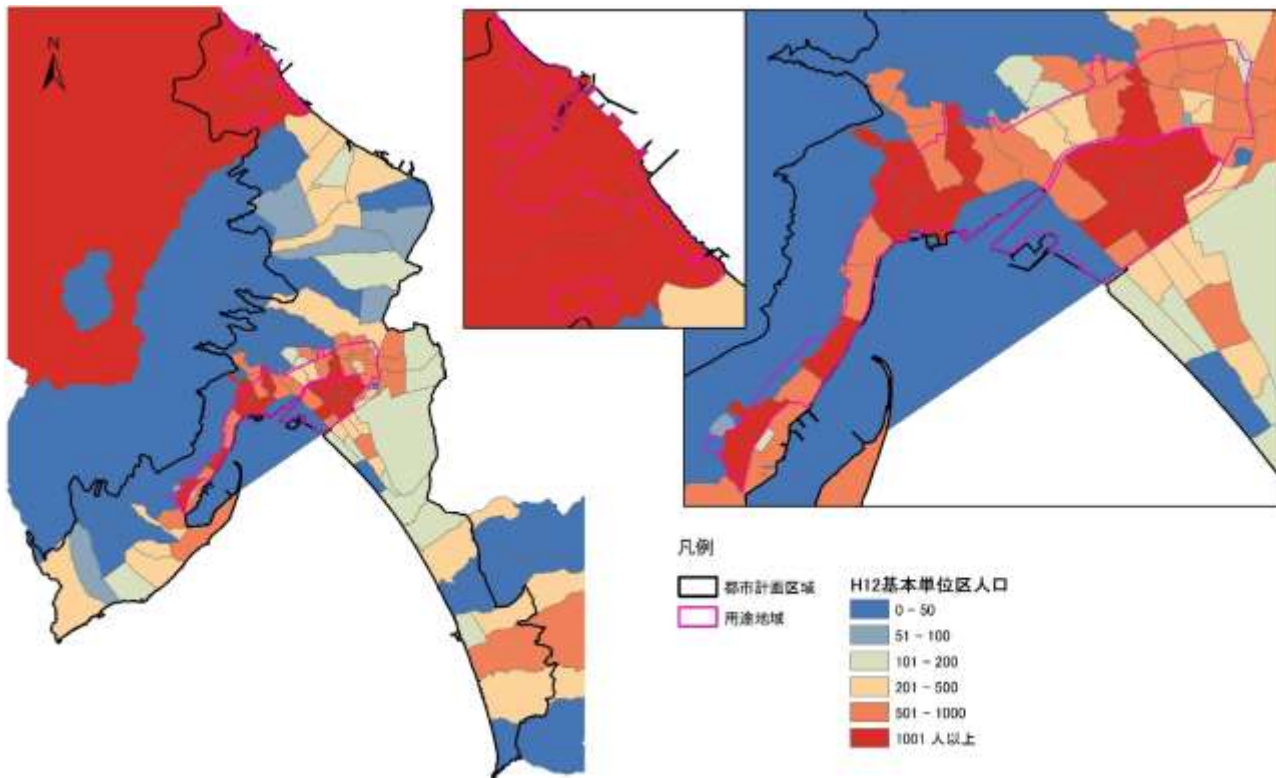 N
凡例
都市計画区域
用途地域
H12基本単位区人口
0 - 50
51 - 100
101 - 200
201 - 500
501 - 1000
1001 人以上